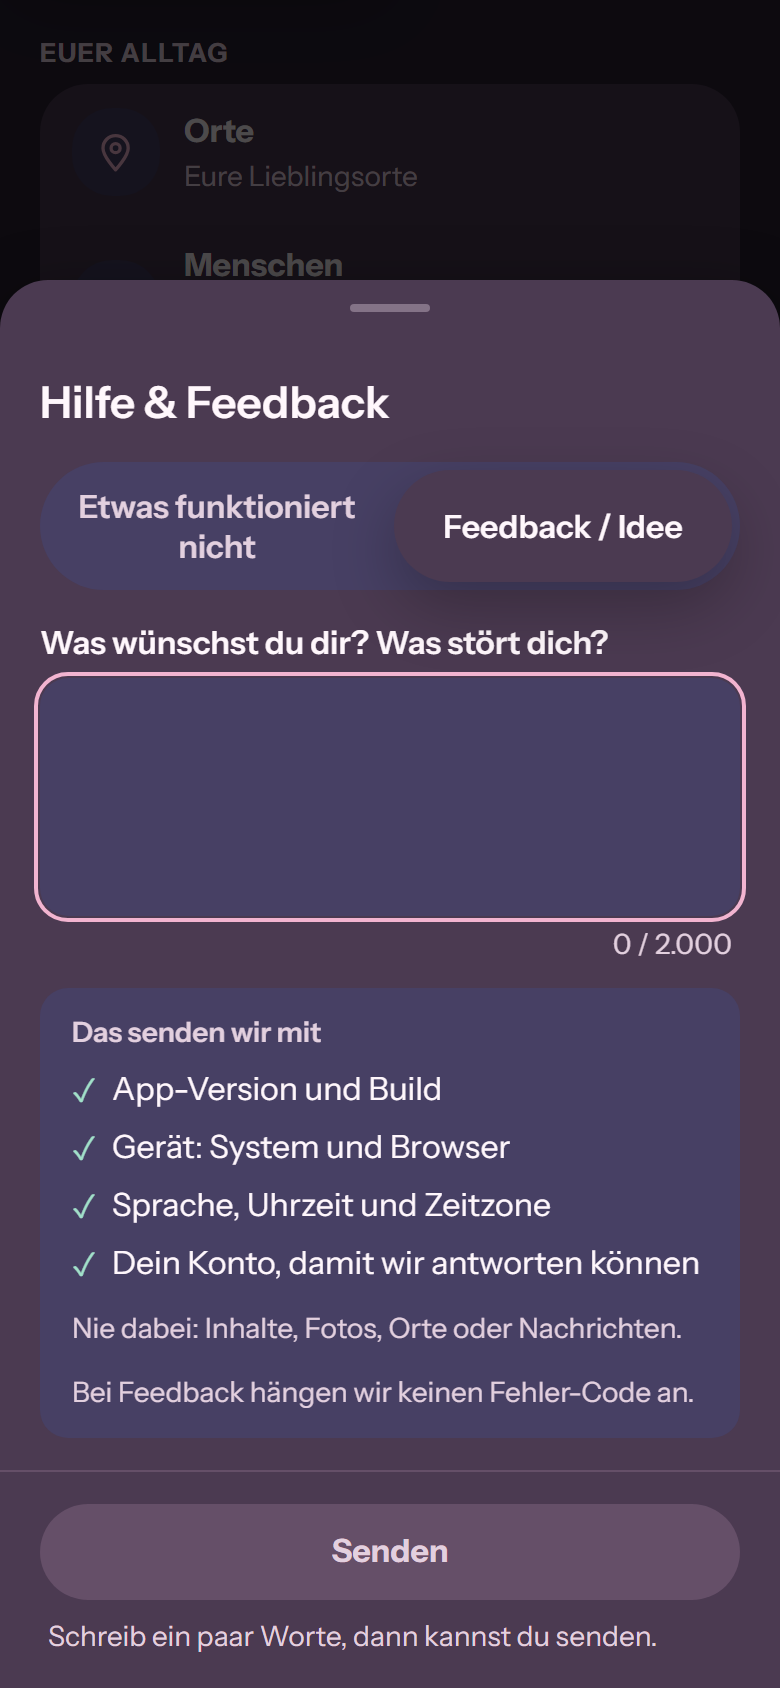 EUER ALLTAG
Orte
Eure Lieblingsorte
Menschen
Hilfe & Feedback
Etwas funktioniert
nicht
Feedback / Idee
Was wünschst du dir? Was stört dich?
0 / 2.000
Das senden wir mit
✓ App-Version und Build
✓ Gerät: System und Browser
✓ Sprache, Uhrzeit und Zeitzone
✓ Dein Konto, damit wir antworten können
Nie dabei: Inhalte, Fotos, Orte oder Nachrichten.
Bei Feedback hängen wir keinen Fehler-Code an.
Senden
Schreib ein paar Worte, dann kannst du senden.